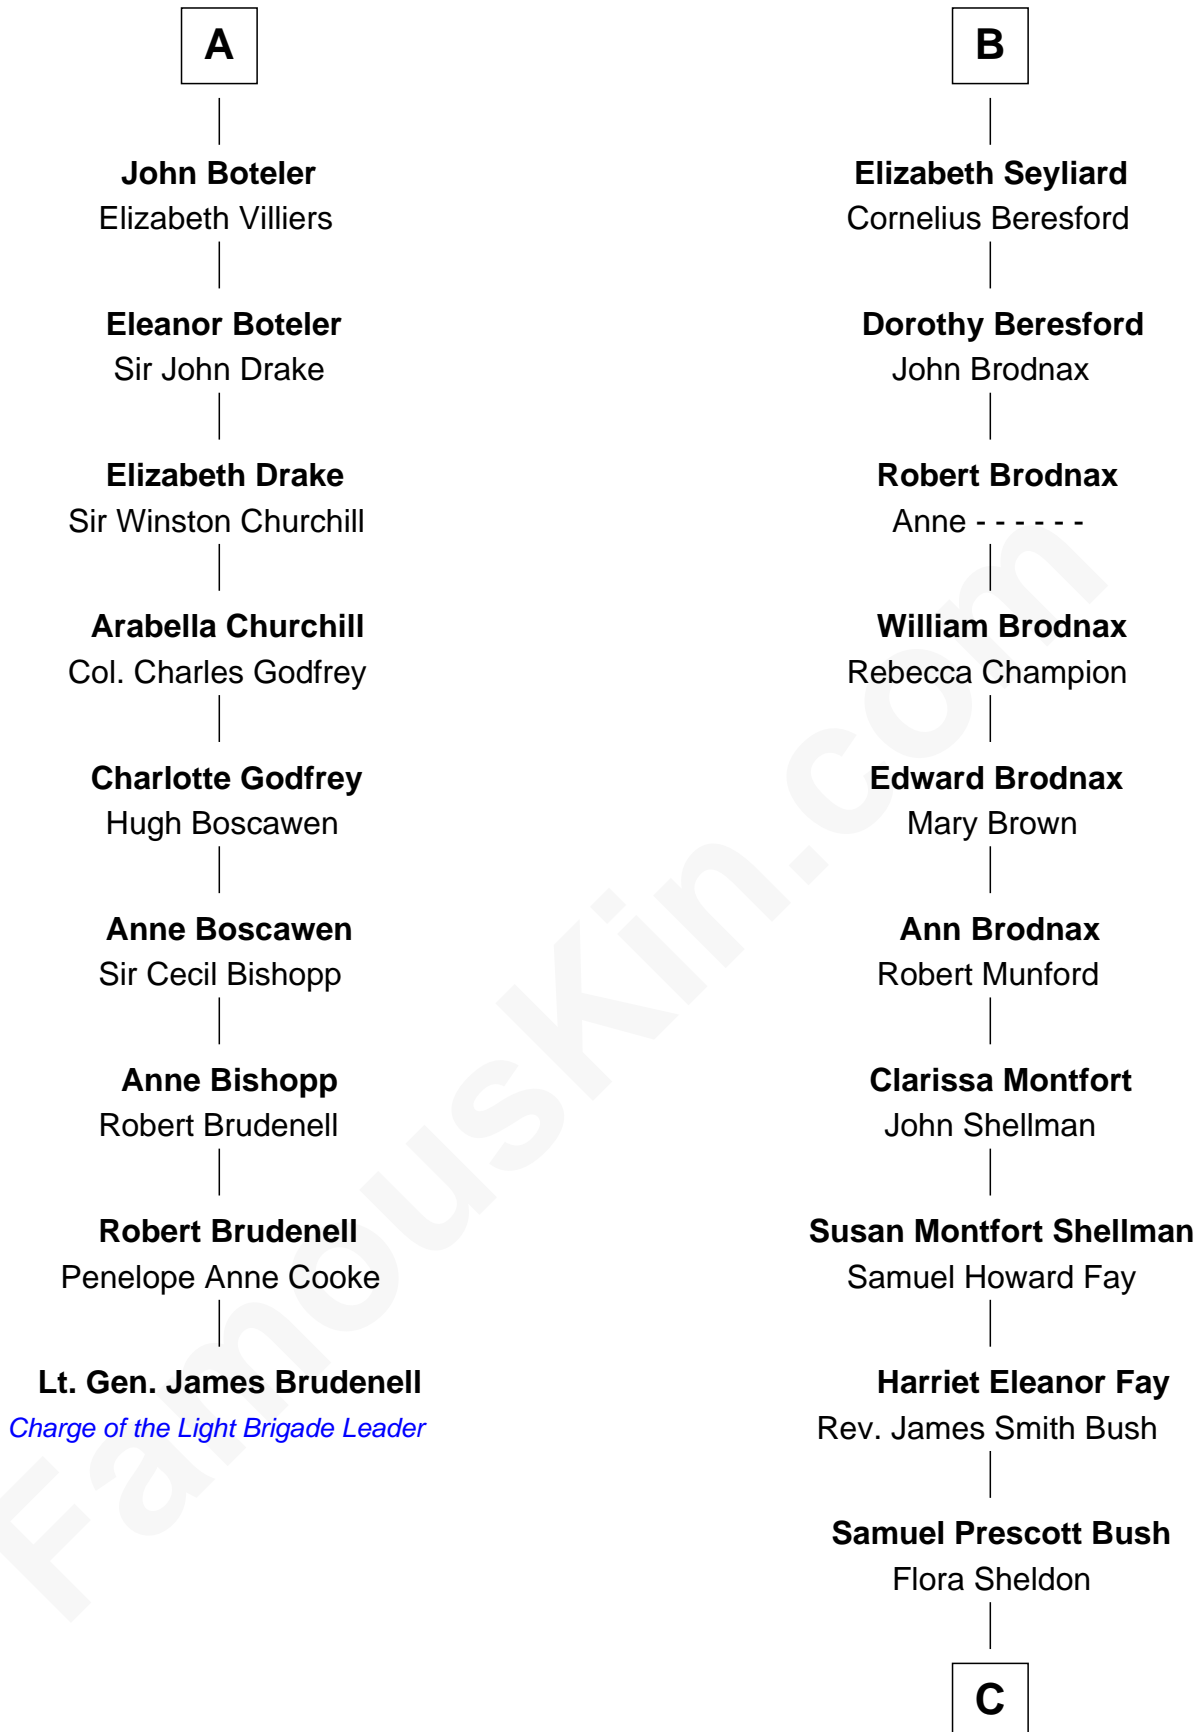 A
John Boteler
Elizabeth Villiers
Eleanor Boteler
Sir John Drake
Elizabeth Drake
Sir Winston Churchill
Arabella Churchill
Col. Charles Godfrey
Charlotte Godfrey
Hugh Boscawen
Anne Boscawen
Sir Cecil Bishopp
Anne Bishopp
Robert Brudenell
Robert Brudenell
Penelope Anne Cooke
Lt. Gen. James Brudenell
Charge of the Light Brigade Leader
B
Elizabeth Seyliard
Cornelius Beresford
Dorothy Beresford
John Brodnax
Robert Brodnax
Anne - - - - - -
William Brodnax
Rebecca Champion
Edward Brodnax
Mary Brown
Ann Brodnax
Robert Munford
Clarissa Montfort
John Shellman
Susan Montfort Shellman
Samuel Howard Fay
Harriet Eleanor Fay
Rev. James Smith Bush
Samuel Prescott Bush
Flora Sheldon
C
FamousKin.com